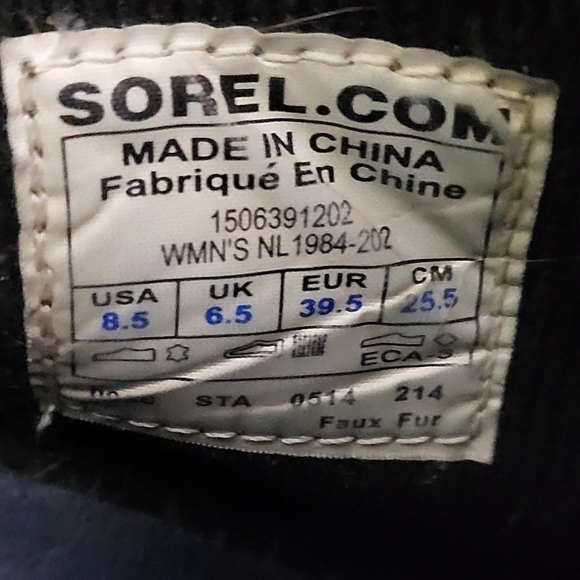 SOREL.COM
MADE IN CHINA
Fabriqué En Chine
1506391202
WMN'S NL1984-202
USA UK EUR CM
8.5 6.5 39.5 25.5
ECA-5
STA 0514 214
Faux Fur